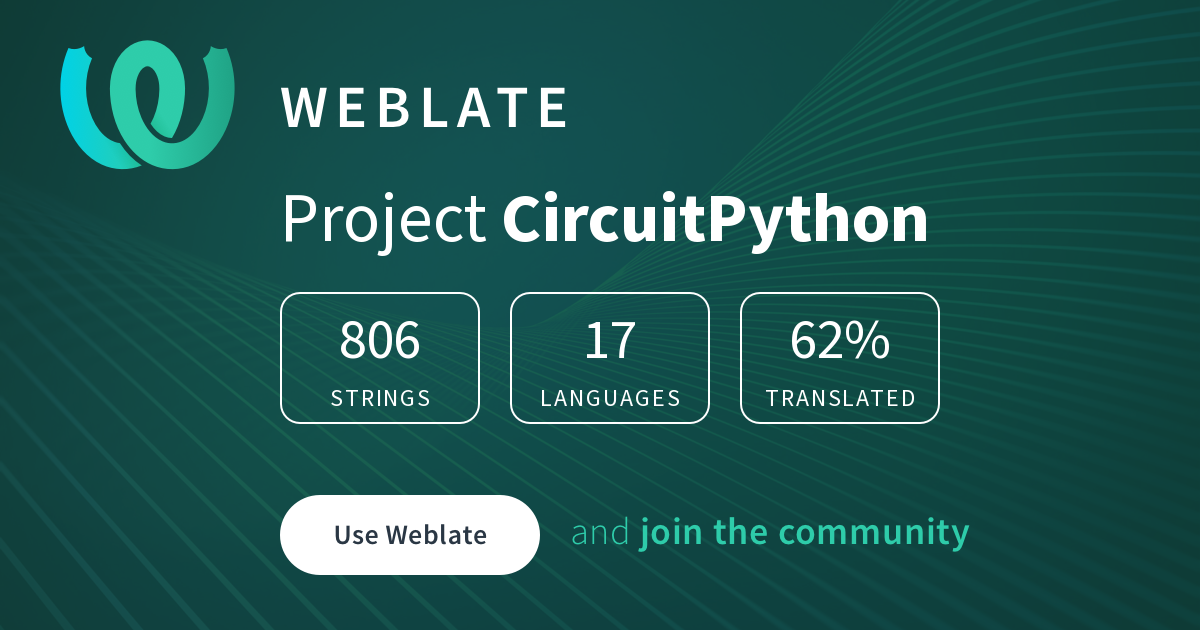 WEBLATE
Project CircuitPython
806 17 62%
STRINGS LANGUAGES TRANSLATED
Use Weblate and join the community